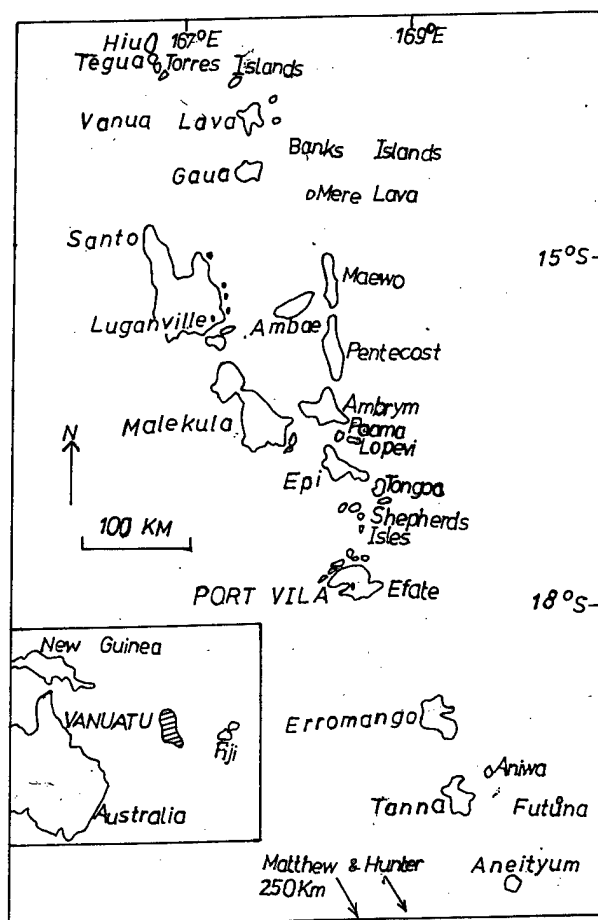 167°E
169°E
Hiu
Tegua
Torres Islands
Vanua Lava
Banks Islands
Gaua
Mere Lava
Santo
15°S
Maewo
Luganville
Ambae
Pentecost
Ambrym
Malekula
Paama
Lopevi
N
Epi
Tongoa
100 KM
Shepherds
Isles
PORT VILA
Efate
18°S
New Guinea
VANUATU
Fiji
Australia
Erromango
Aniwa
Tanna
Futuna
Matthew & Hunter
250Km
Aneityum